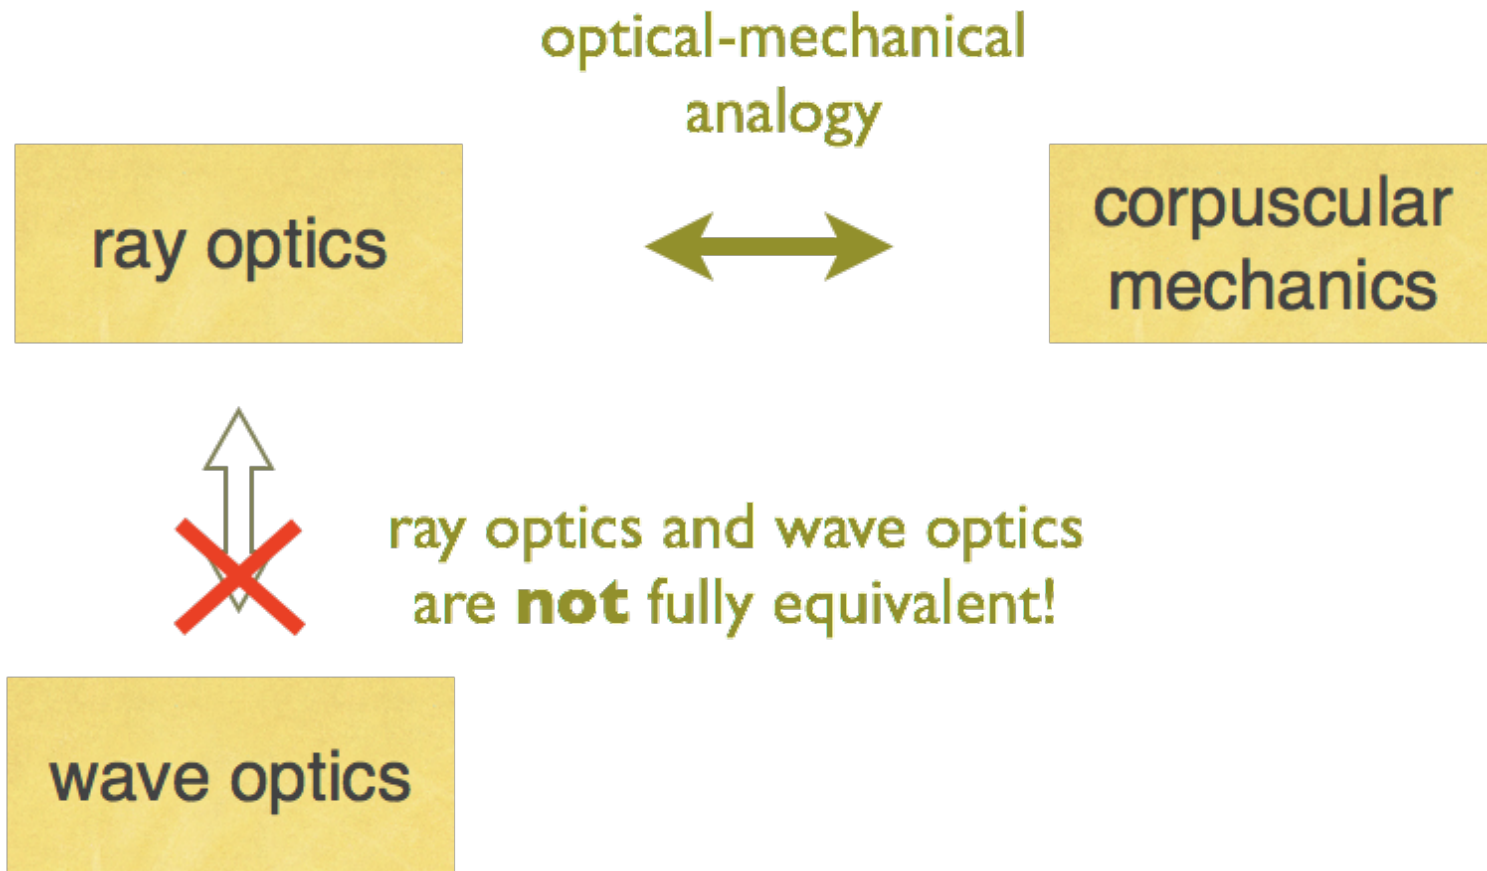 optical-mechanical
analogy
ray optics
corpuscular
mechanics
ray optics and wave optics
are not fully equivalent!
wave optics